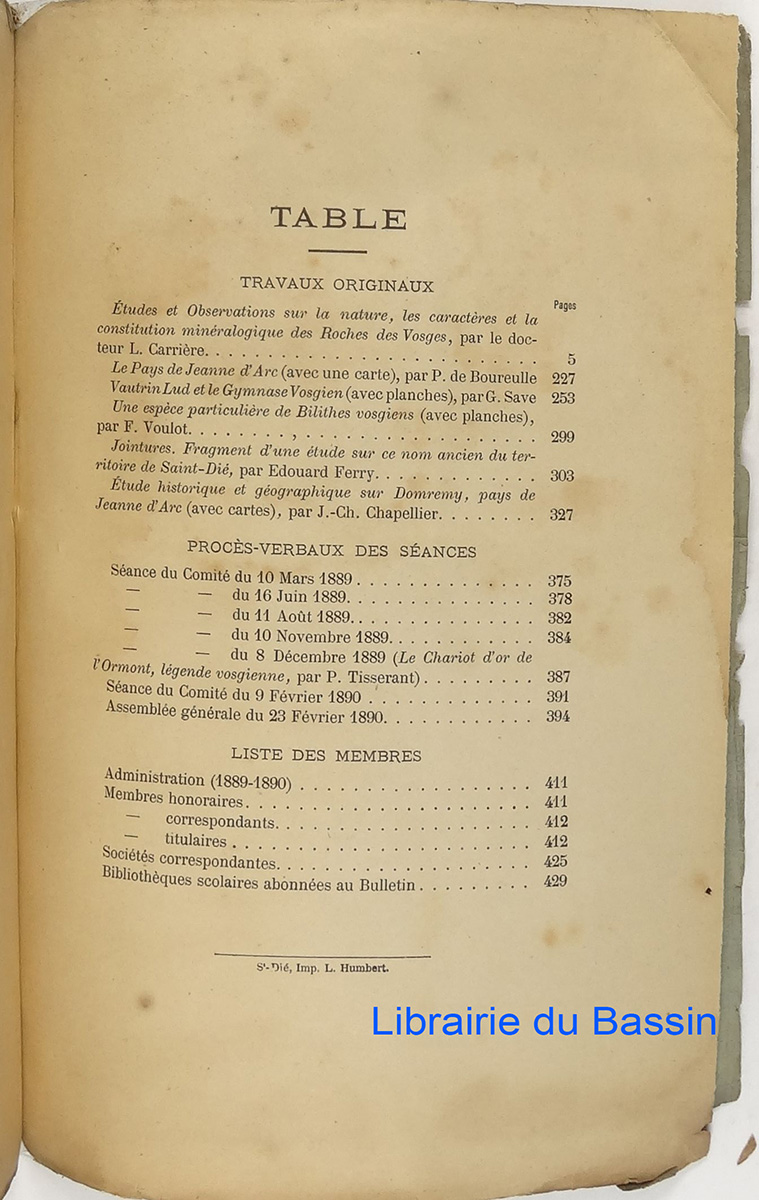 TABLE
TRAVAUX ORIGINAUX
Pages
Études et Observations sur la nature, les caractères et la
constitution minéralogique des Roches des Vosges, par le doc-
teur L. Carrière. . . . . . . . . . . . . . . . . . . . . . . . 5
Le Pays de Jeanne d'Arc (avec une carte), par P. de Boureulle 227
Vautrin Lud et le Gymnase Vosgien (avec planches), par G. Save 253
Une espèce particulière de Bilithes vosgiens (avec planches),
par F. Voulot. . . . . . . . , . . . . . . . . . . . . . . . . . 299
Jointures. Fragment d'une étude sur ce nom ancien du ter-
ritoire de Saint-Dié, par Edouard Ferry. . . . . . . . . . . . 303
Étude historique et géographique sur Domremy, pays de
Jeanne d'Arc (avec cartes), par J.-Ch. Chapellier. . . . . . . . 327
PROCÈS-VERBAUX DES SÉANCES
Séance du Comité du 10 Mars 1889 . . . . . . . . . . . . . . 375
— — du 16 Juin 1889. . . . . . . . . . . . . . . 378
— — du 11 Août 1889. . . . . . . . . . . . . . . 382
— — du 10 Novembre 1889. . . . . . . . . . . . 384
— — du 8 Décembre 1889 (Le Chariot d'or de
l'Ormont, légende vosgienne, par P. Tisserant) . . . . . . . . . 387
Séance du Comité du 9 Février 1890 . . . . . . . . . . . . . 391
Assemblée générale du 23 Février 1890. . . . . . . . . . . . 394
LISTE DES MEMBRES
Administration (1889-1890) . . . . . . . . . . . . . . . . . . 411
Membres honoraires. . . . . . . . . . . . . . . . . . . . . . 411
— correspondants. . . . . . . . . . . . . . . . . . . 412
— titulaires . . . . . . . . . . . . . . . . . . . . . . 412
Sociétés correspondantes. . . . . . . . . . . . . . . . . . . 425
Bibliothèques scolaires abonnées au Bulletin . . . . . . . . . 429
St-Dié, Imp. L. Humbert.
Librairie du Bassin